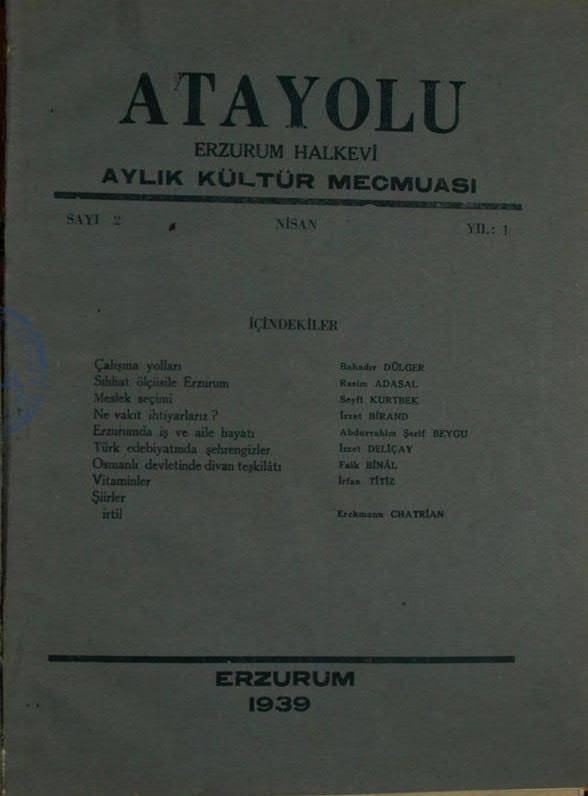 ATAYOLU
ERZURUM HALKEVİ
AYLIK KÜLTÜR MECMUASI
SAYI 2 NİSAN YIL: 1
İÇİNDEKİLER
Çalışma yolları Bahadır DÜLGER
Sıhhat ölçüsile Erzurum Rasim ADASAL
Meslek seçimi Seyfi KURTBEK
Ne vakıt ihtiyarlarız ? İzzet BİRAND
Erzurumda iş ve aile hayatı Abdurrahim Şerif BEYGU
Türk edebiyatında şehrengizler İzzet DELİÇAY
Osmanlı devletinde divan teşkilâtı Faik BİNÂL
Vitaminler İrfan TİTİZ
Şiirler
irtil Erckmann CHATRİAN
ERZURUM
1939